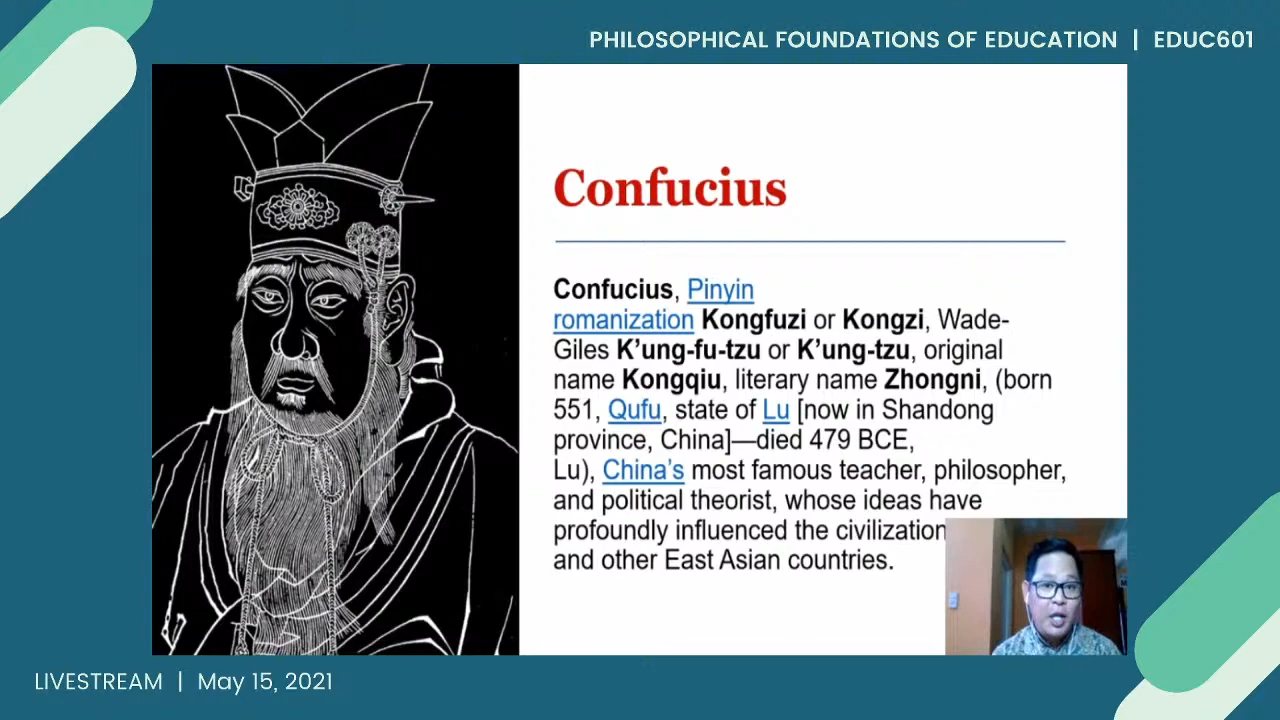 PHILOSOPHICAL FOUNDATIONS OF EDUCATION | EDUC601
Confucius
Confucius, Pinyin
romanization Kongfuzi or Kongzi, Wade-
Giles K’ung-fu-tzu or K’ung-tzu, original
name Kongqiu, literary name Zhongni, (born
551, Qufu, state of Lu [now in Shandong
province, China]—died 479 BCE,
Lu), China’s most famous teacher, philosopher,
and political theorist, whose ideas have
profoundly influenced the civilization
and other East Asian countries.
LIVESTREAM | May 15, 2021